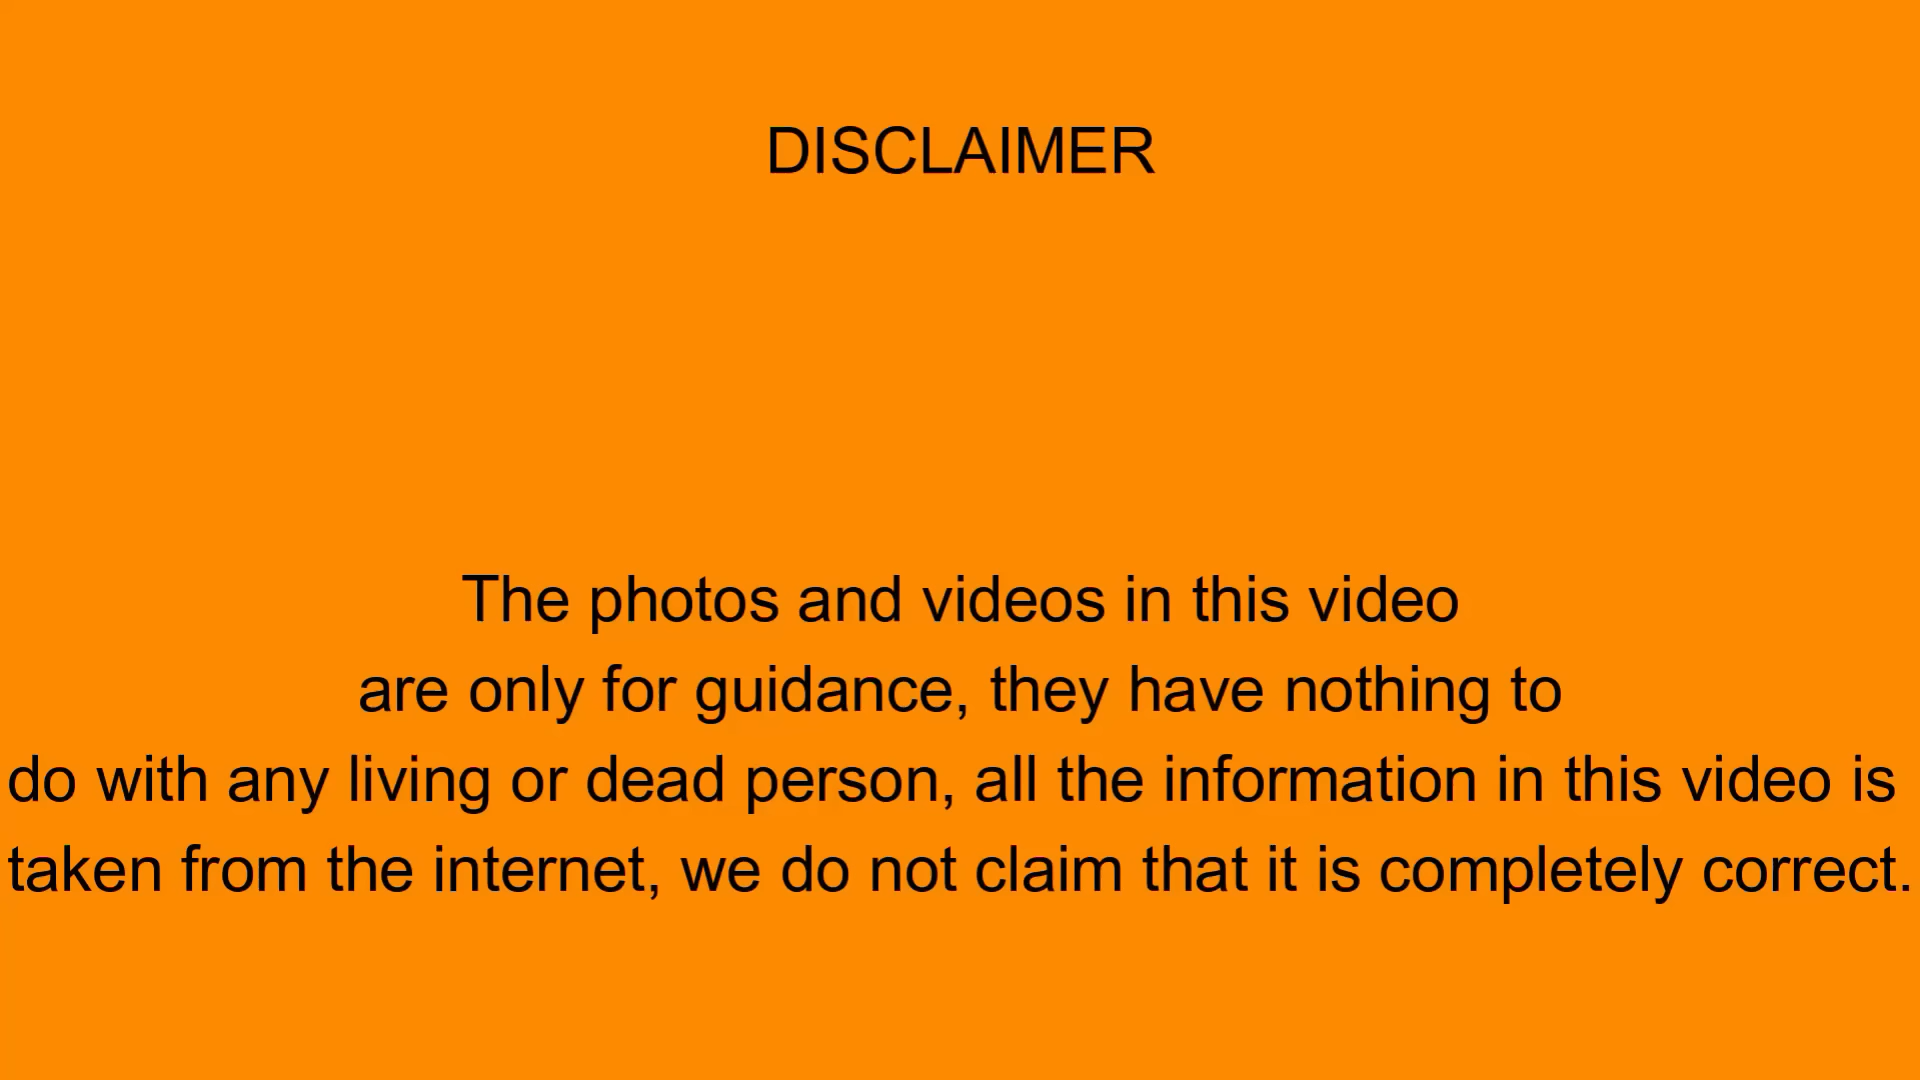 DISCLAIMER
The photos and videos in this video
are only for guidance, they have nothing to
do with any living or dead person, all the information in this video is
taken from the internet, we do not claim that it is completely correct.